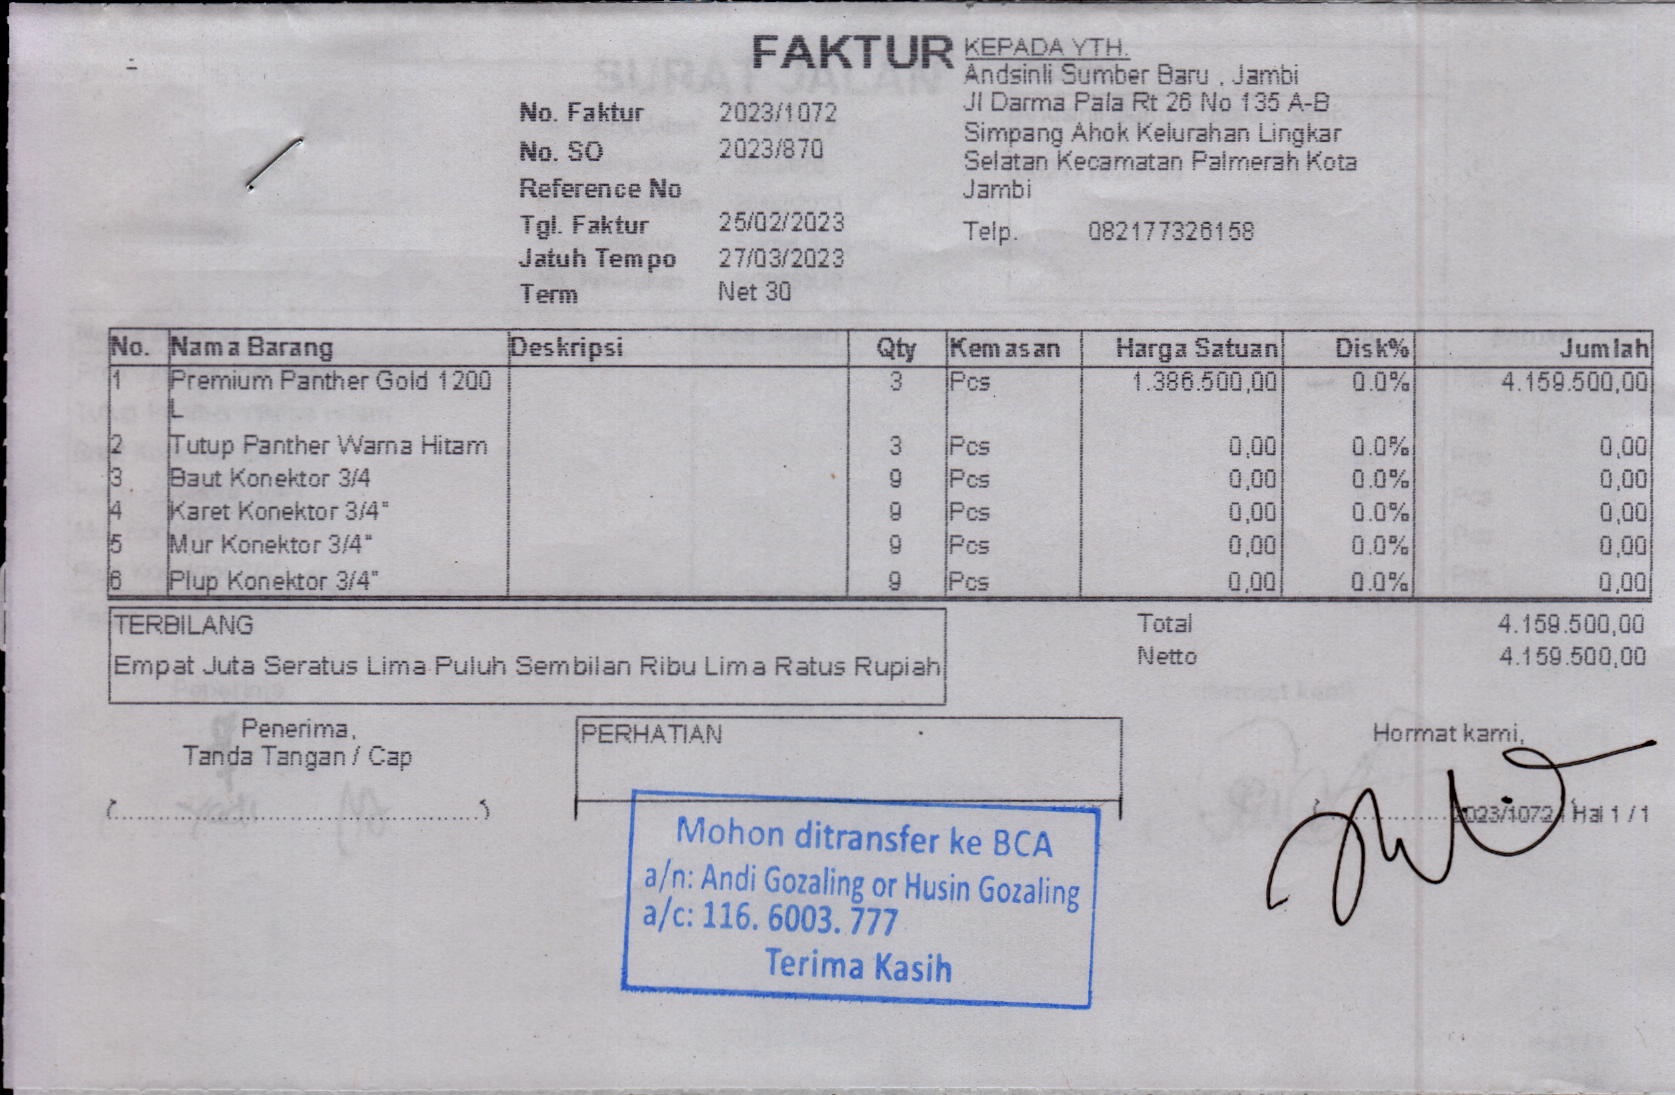 FAKTUR
KEPADA YTH.
Andsinli Sumber Baru , Jambi
Jl Darma Pala Rt 26 No 135 A-B
Simpang Ahok Kelurahan Lingkar
Selatan Kecamatan Palmerah Kota
Jambi
Telp. 082177326158
No. Faktur 2023/1072
No. SO 2023/870
Reference No
Tgl. Faktur 25/02/2023
Jatuh Tempo 27/03/2023
Term Net 30
No. Nama Barang Deskripsi Qty Kemasan Harga Satuan Disk% Jumlah
1 Premium Panther Gold 1200 3 Pcs 1.386.500,00 0.0% 4.159.500,00
L
2 Tutup Panther Warna Hitam 3 Pcs 0,00 0.0% 0,00
3 Baut Konektor 3/4 9 Pcs 0,00 0.0% 0,00
4 Karet Konektor 3/4" 9 Pcs 0,00 0.0% 0,00
5 Mur Konektor 3/4" 9 Pcs 0,00 0.0% 0,00
6 Plup Konektor 3/4" 9 Pcs 0,00 0.0% 0,00
TERBILANG
Empat Juta Seratus Lima Puluh Sembilan Ribu Lima Ratus Rupiah
Total 4.159.500,00
Netto 4.159.500,00
Penerima,
Tanda Tangan / Cap
PERHATIAN
Hormat kami,
2023/1072 Hal 1 / 1
Mohon ditransfer ke BCA
a/n: Andi Gozaling or Husin Gozaling
a/c: 116. 6003. 777
Terima Kasih